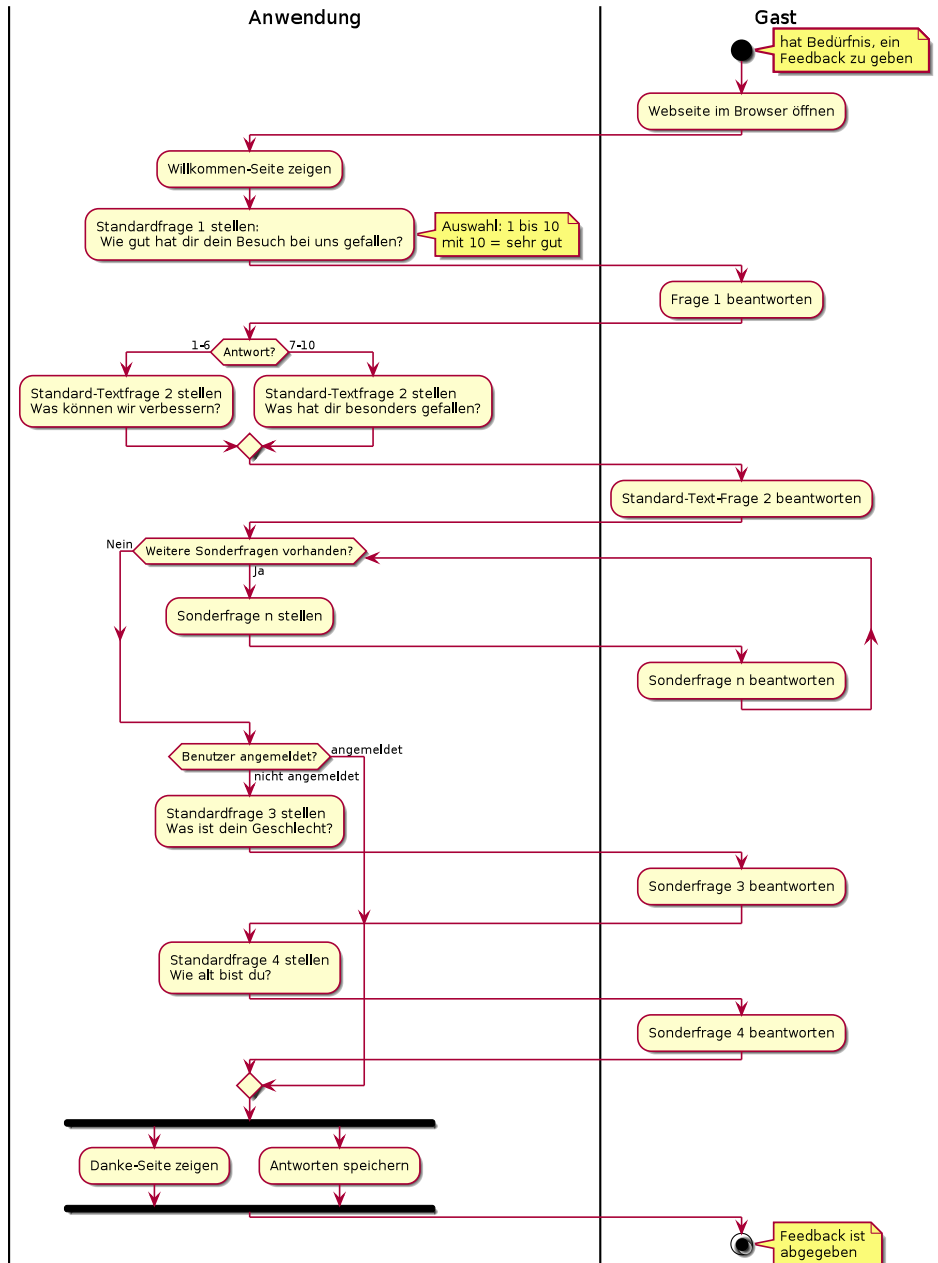 Anwendung
Gast
hat Bedürfnis, ein
Feedback zu geben
Webseite im Browser öffnen
Willkommen-Seite zeigen
Standardfrage 1 stellen:
Wie gut hat dir dein Besuch bei uns gefallen?
Auswahl: 1 bis 10
mit 10 = sehr gut
Frage 1 beantworten
1-6
Antwort?
7-10
Standard-Textfrage 2 stellen
Was können wir verbessern?
Standard-Textfrage 2 stellen
Was hat dir besonders gefallen?
Standard-Text-Frage 2 beantworten
Nein
Weitere Sonderfragen vorhanden?
Ja
Sonderfrage n stellen
Sonderfrage n beantworten
Benutzer angemeldet?
angemeldet
nicht angemeldet
Standardfrage 3 stellen
Was ist dein Geschlecht?
Sonderfrage 3 beantworten
Standardfrage 4 stellen
Wie alt bist du?
Sonderfrage 4 beantworten
Danke-Seite zeigen
Antworten speichern
Feedback ist
abgegeben